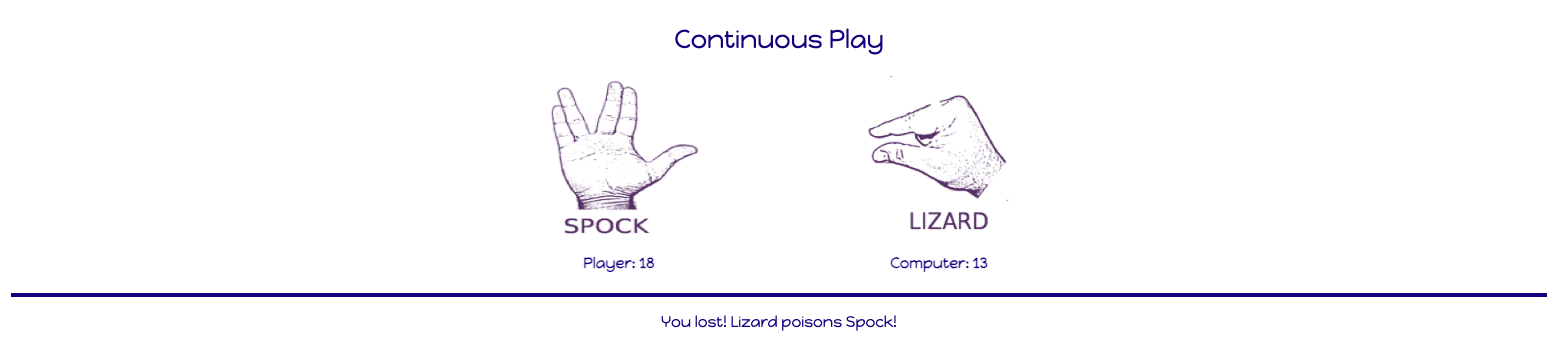 Continuous Play
SPOCK
LIZARD
Player: 18
Computer: 13
You lost! Lizard poisons Spock!